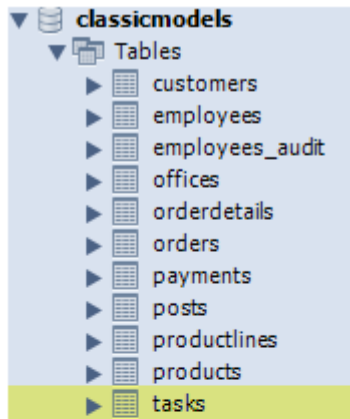 classicmodels
Tables
customers
employees
employees_audit
offices
orderdetails
orders
payments
posts
productlines
products
tasks